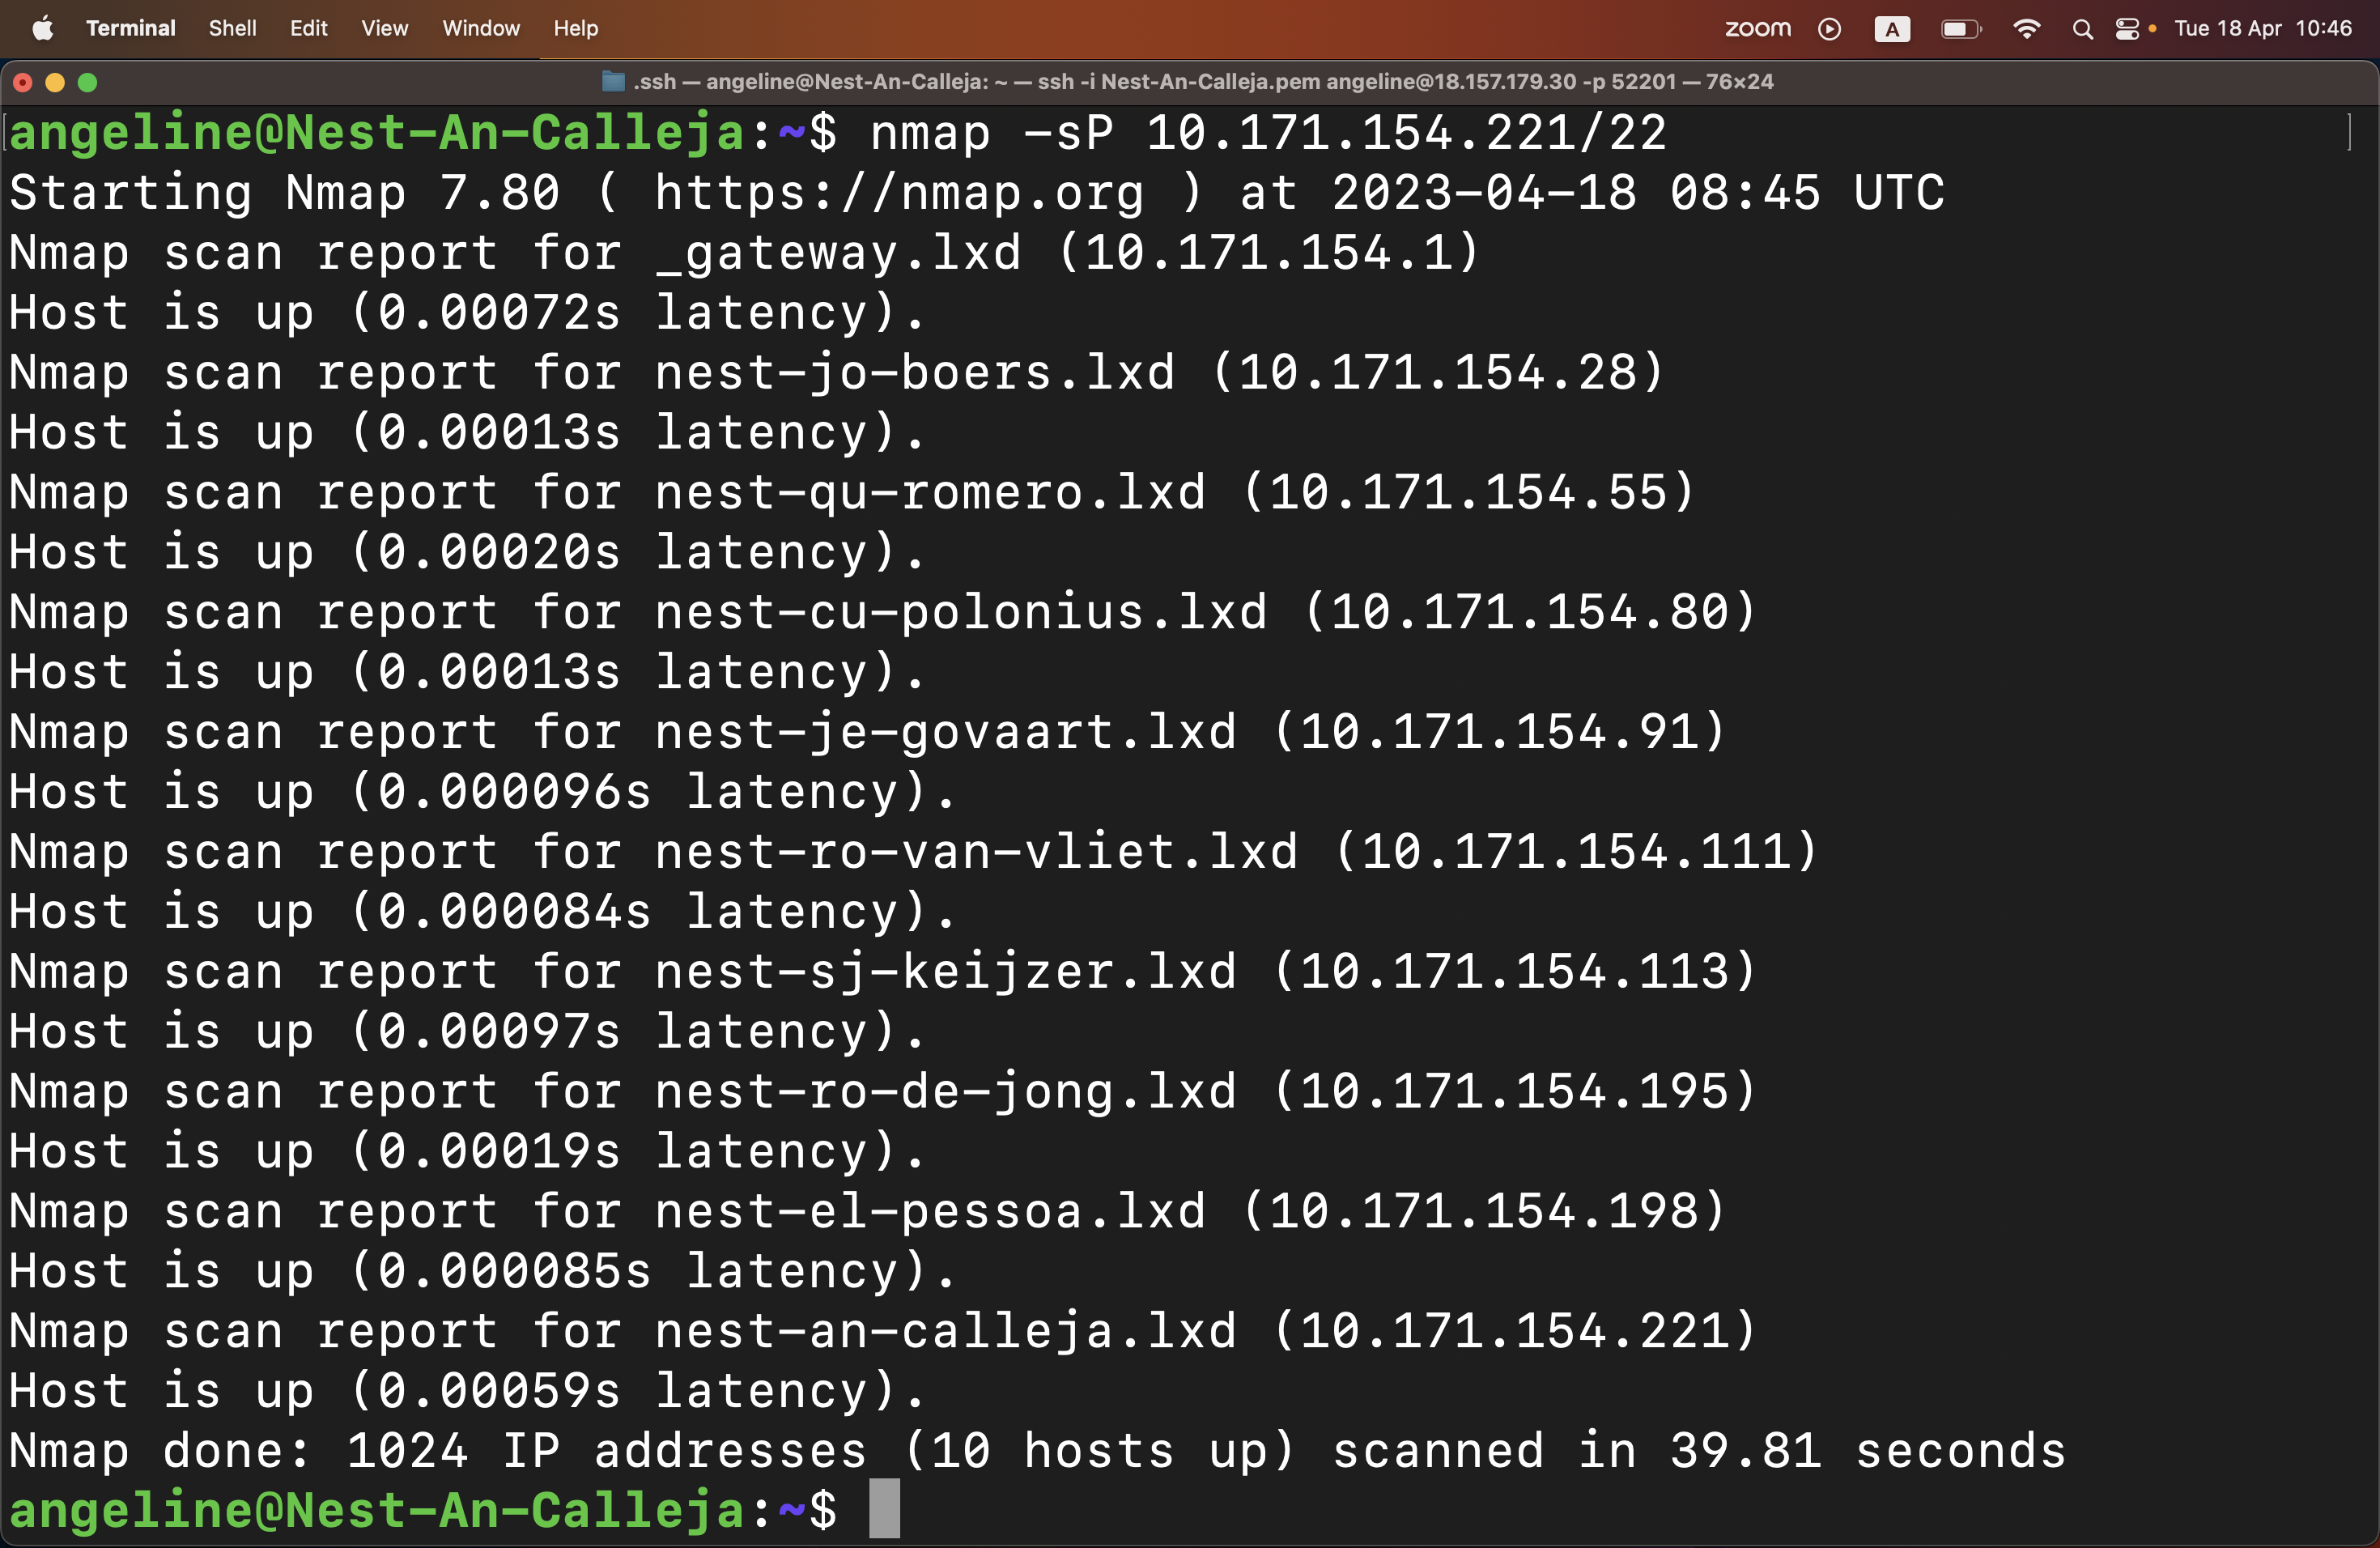 Terminal Shell Edit View Window Help zoom A Tue 18 Apr 10:46
.ssh — angeline@Nest-An-Calleja: ~ — ssh -i Nest-An-Calleja.pem angeline@18.157.179.30 -p 52201 — 76×24
angeline@Nest-An-Calleja:~$ nmap -sP 10.171.154.221/22
Starting Nmap 7.80 ( https://nmap.org ) at 2023-04-18 08:45 UTC
Nmap scan report for _gateway.lxd (10.171.154.1)
Host is up (0.00072s latency).
Nmap scan report for nest-jo-boers.lxd (10.171.154.28)
Host is up (0.00013s latency).
Nmap scan report for nest-qu-romero.lxd (10.171.154.55)
Host is up (0.00020s latency).
Nmap scan report for nest-cu-polonius.lxd (10.171.154.80)
Host is up (0.00013s latency).
Nmap scan report for nest-je-govaart.lxd (10.171.154.91)
Host is up (0.000096s latency).
Nmap scan report for nest-ro-van-vliet.lxd (10.171.154.111)
Host is up (0.000084s latency).
Nmap scan report for nest-sj-keijzer.lxd (10.171.154.113)
Host is up (0.00097s latency).
Nmap scan report for nest-ro-de-jong.lxd (10.171.154.195)
Host is up (0.00019s latency).
Nmap scan report for nest-el-pessoa.lxd (10.171.154.198)
Host is up (0.000085s latency).
Nmap scan report for nest-an-calleja.lxd (10.171.154.221)
Host is up (0.00059s latency).
Nmap done: 1024 IP addresses (10 hosts up) scanned in 39.81 seconds
angeline@Nest-An-Calleja:~$